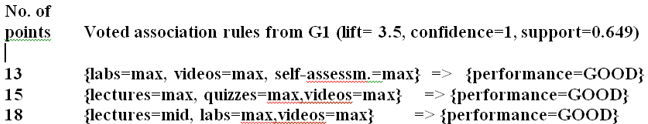 No. of
points Voted association rules from G1 (lift= 3.5, confidence=1, support=0.649)
13 {labs=max, videos=max, self-assessm.=max} => {performance=GOOD}
15 {lectures=max, quizzes=max,videos=max} => {performance=GOOD}
18 {lectures=mid, labs=max,videos=max} => {performance=GOOD}